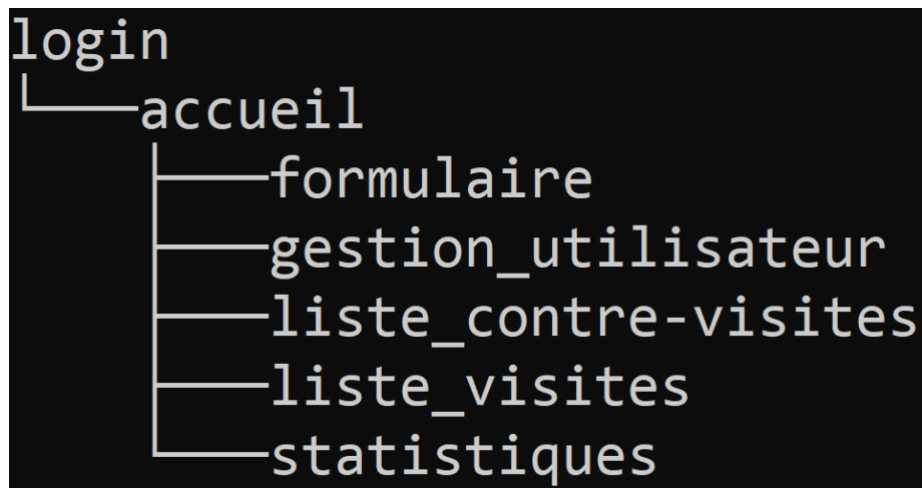 login
└───accueil
    ├───formulaire
    ├───gestion_utilisateur
    ├───liste_contre-visites
    ├───liste_visites
    └───statistiques